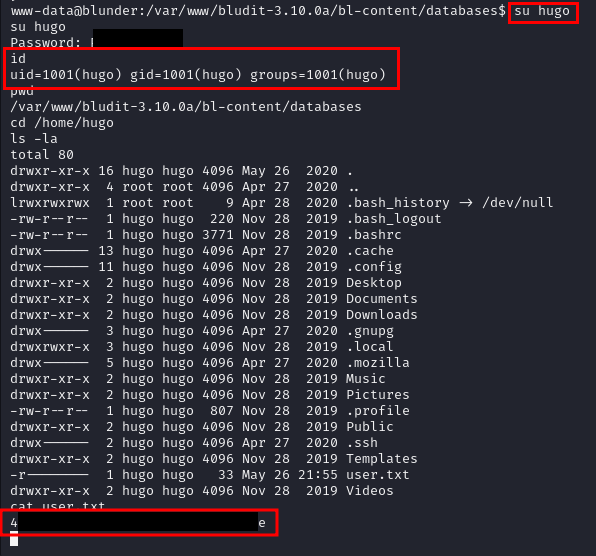 www-data@blunder:/var/www/bludit-3.10.0a/bl-content/databases$ su hugo
su hugo
Password:
id
uid=1001(hugo) gid=1001(hugo) groups=1001(hugo)
pwd
/var/www/bludit-3.10.0a/bl-content/databases
cd /home/hugo
ls -la
total 80
drwxr-xr-x 16 hugo hugo 4096 May 26  2020 .
drwxr-xr-x  4 root root 4096 Apr 27  2020 ..
lrwxrwxrwx  1 root root    9 Apr 28  2020 .bash_history -> /dev/null
-rw-r--r--  1 hugo hugo  220 Nov 28  2019 .bash_logout
-rw-r--r--  1 hugo hugo 3771 Nov 28  2019 .bashrc
drwx------ 13 hugo hugo 4096 Apr 27  2020 .cache
drwx------ 11 hugo hugo 4096 Nov 28  2019 .config
drwxr-xr-x  2 hugo hugo 4096 Nov 28  2019 Desktop
drwxr-xr-x  2 hugo hugo 4096 Nov 28  2019 Documents
drwxr-xr-x  2 hugo hugo 4096 Nov 28  2019 Downloads
drwx------  3 hugo hugo 4096 Apr 27  2020 .gnupg
drwxrwxr-x  3 hugo hugo 4096 Nov 28  2019 .local
drwx------  5 hugo hugo 4096 Apr 27  2020 .mozilla
drwxr-xr-x  2 hugo hugo 4096 Nov 28  2019 Music
drwxr-xr-x  2 hugo hugo 4096 Nov 28  2019 Pictures
-rw-r--r--  1 hugo hugo  807 Nov 28  2019 .profile
drwxr-xr-x  2 hugo hugo 4096 Nov 28  2019 Public
drwx------  2 hugo hugo 4096 Apr 27  2020 .ssh
drwxr-xr-x  2 hugo hugo 4096 Nov 28  2019 Templates
-r--------  1 hugo hugo   33 May 26 21:55 user.txt
drwxr-xr-x  2 hugo hugo 4096 Nov 28  2019 Videos
cat user.txt
4 e